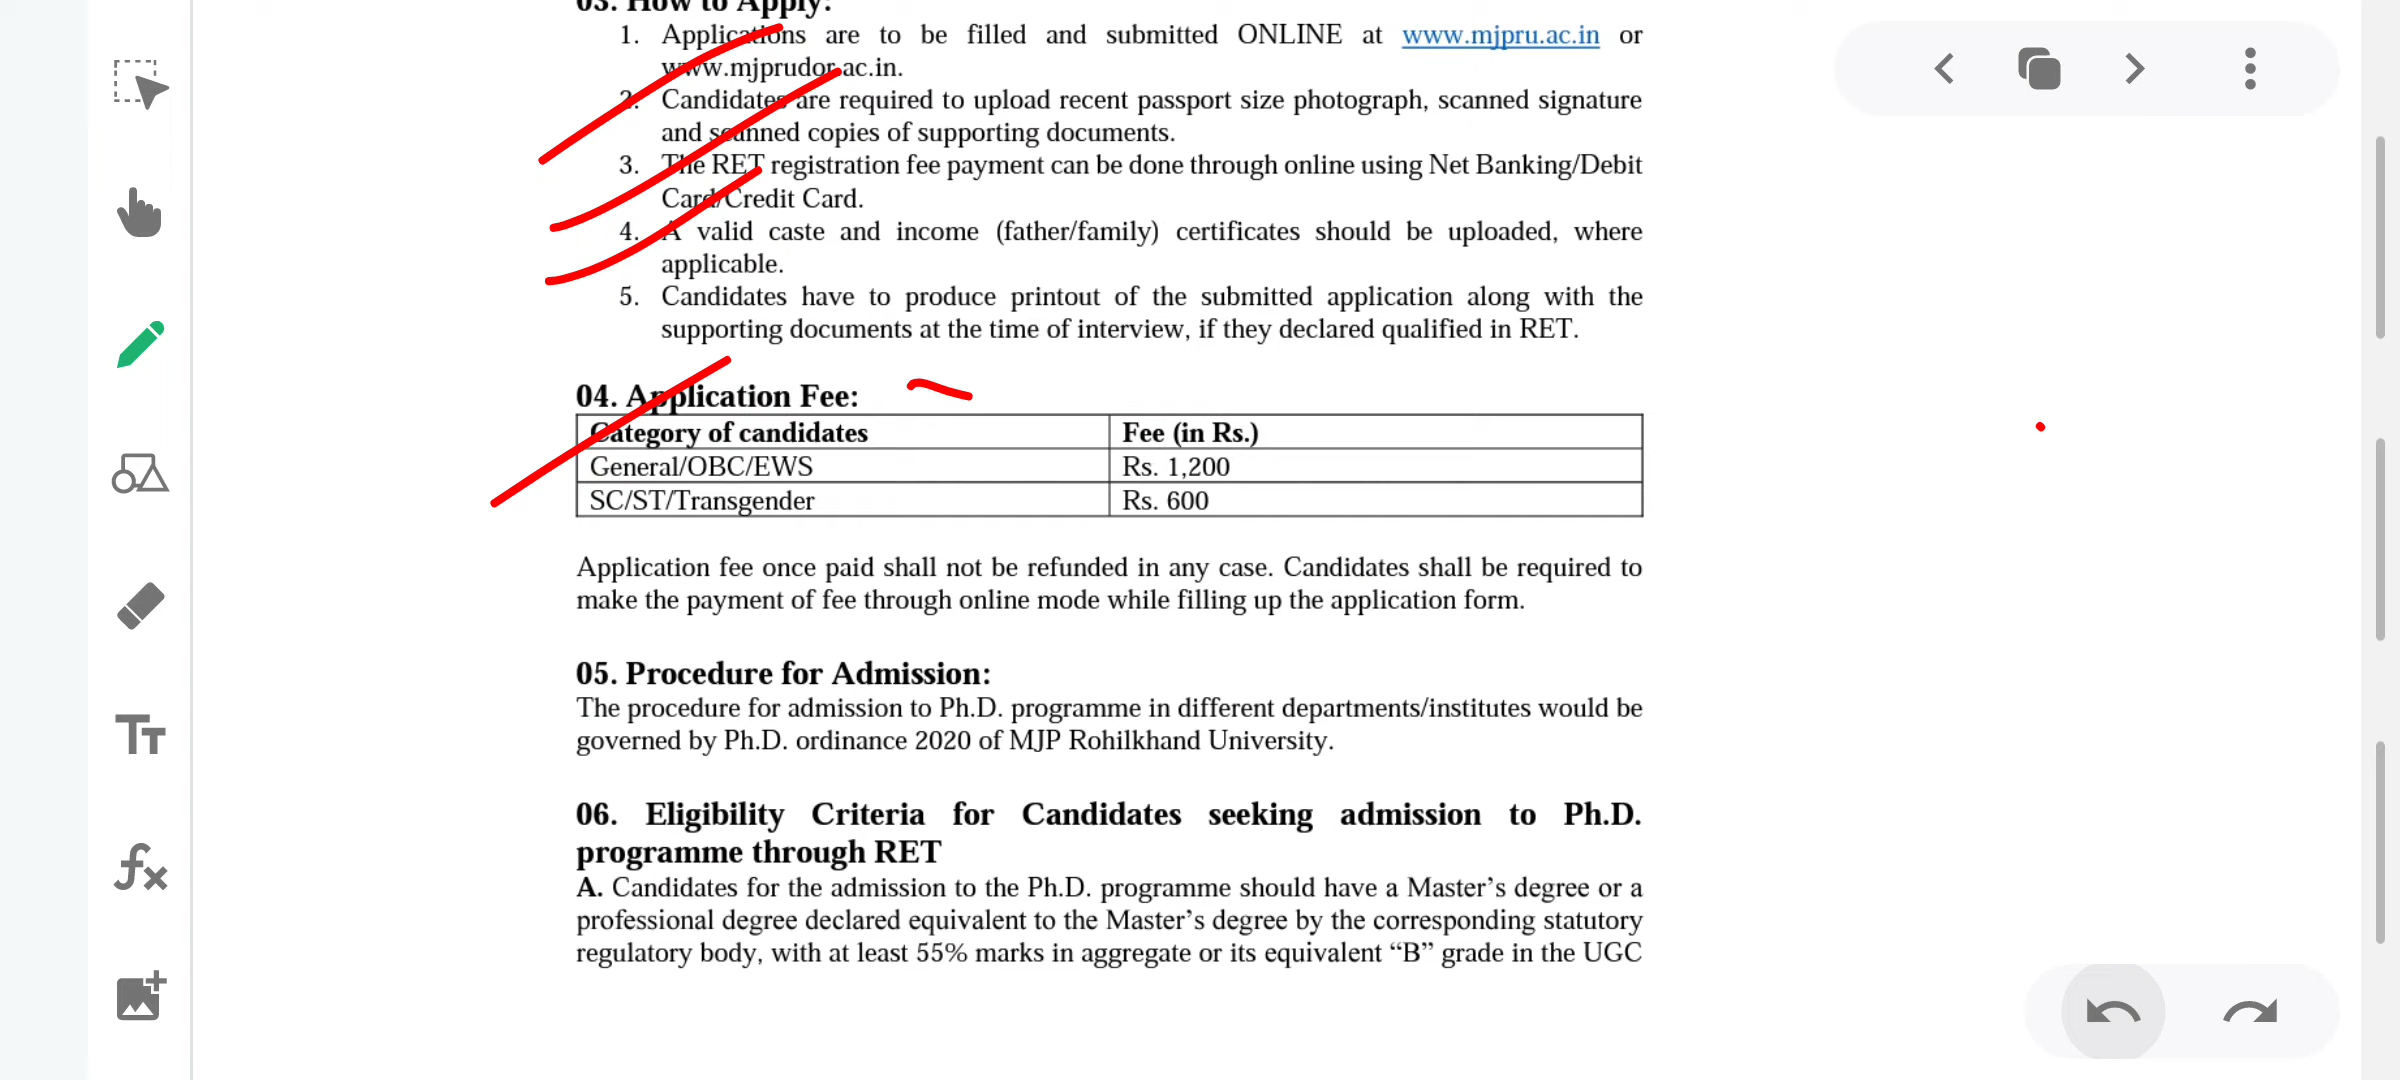 03. How to Apply:
1. Applications are to be filled and submitted ONLINE at www.mjpru.ac.in or
www.mjprudor.ac.in.
2. Candidates are required to upload recent passport size photograph, scanned signature
and scanned copies of supporting documents.
3. The RET registration fee payment can be done through online using Net Banking/Debit
Card/Credit Card.
4. A valid caste and income (father/family) certificates should be uploaded, where
applicable.
5. Candidates have to produce printout of the submitted application along with the
supporting documents at the time of interview, if they declared qualified in RET.
04. Application Fee:
Category of candidates Fee (in Rs.)
General/OBC/EWS Rs. 1,200
SC/ST/Transgender Rs. 600
Application fee once paid shall not be refunded in any case. Candidates shall be required to
make the payment of fee through online mode while filling up the application form.
05. Procedure for Admission:
The procedure for admission to Ph.D. programme in different departments/institutes would be
governed by Ph.D. ordinance 2020 of MJP Rohilkhand University.
06. Eligibility Criteria for Candidates seeking admission to Ph.D.
programme through RET
A. Candidates for the admission to the Ph.D. programme should have a Master’s degree or a
professional degree declared equivalent to the Master’s degree by the corresponding statutory
regulatory body, with at least 55% marks in aggregate or its equivalent “B” grade in the UGC